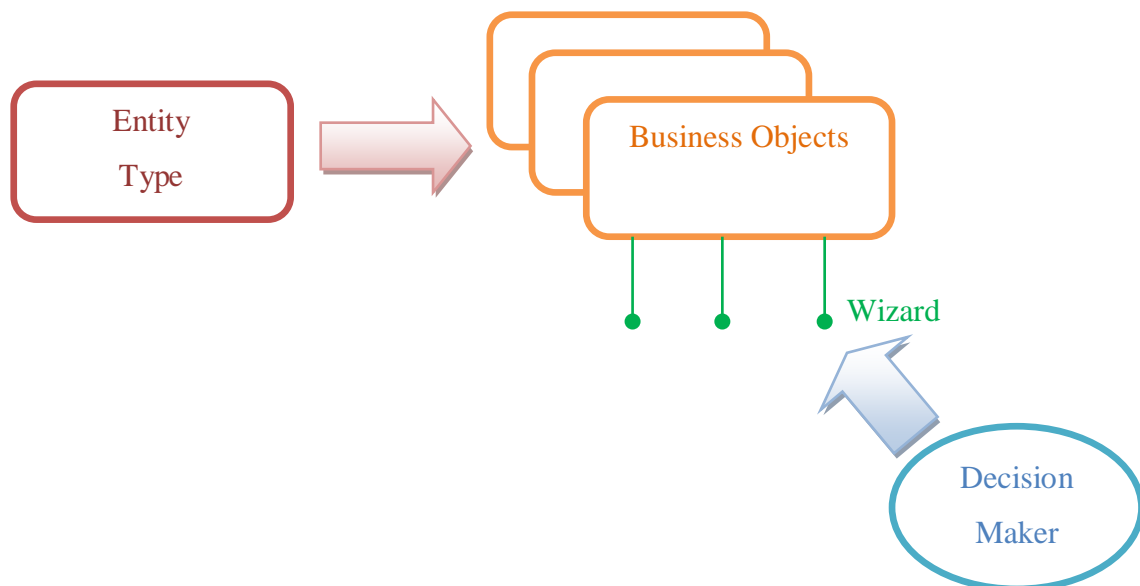 Entity
Type
Business Objects
Wizard
Decision
Maker